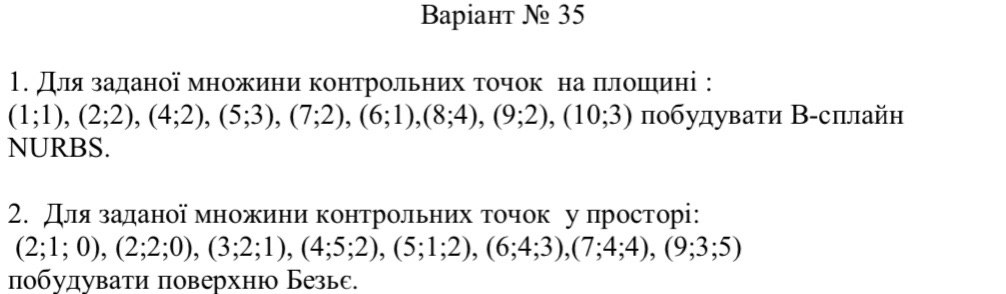 Варіант № 35
1. Для заданої множини контрольних точок на площині :
(1;1), (2;2), (4;2), (5;3), (7;2), (6;1),(8;4), (9;2), (10;3) побудувати В-сплайн
NURBS.
2. Для заданої множини контрольних точок у просторі:
(2;1; 0), (2;2;0), (3;2;1), (4;5;2), (5;1;2), (6;4;3),(7;4;4), (9;3;5)
побудувати поверхню Безьє.